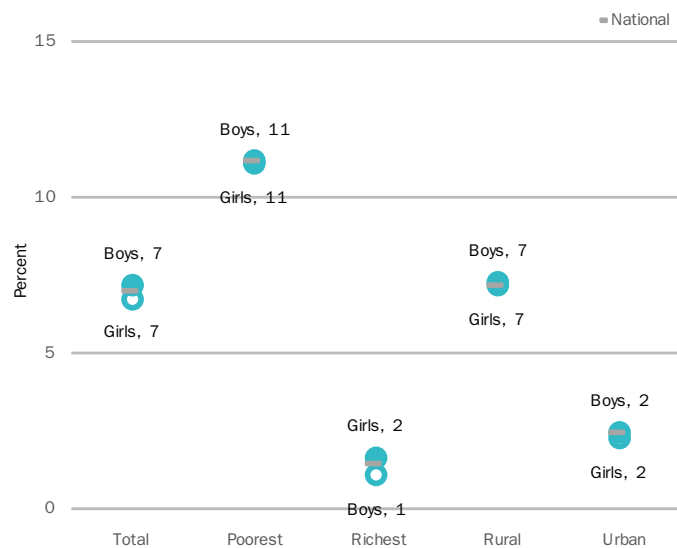 National
15
Boys, 11
10
Girls, 11
Percent
Boys, 7
Boys, 7
Girls, 7
Girls, 7
5
Boys, 2
Girls, 2
Girls, 2
0
Boys, 1
Total
Poorest
Richest
Rural
Urban